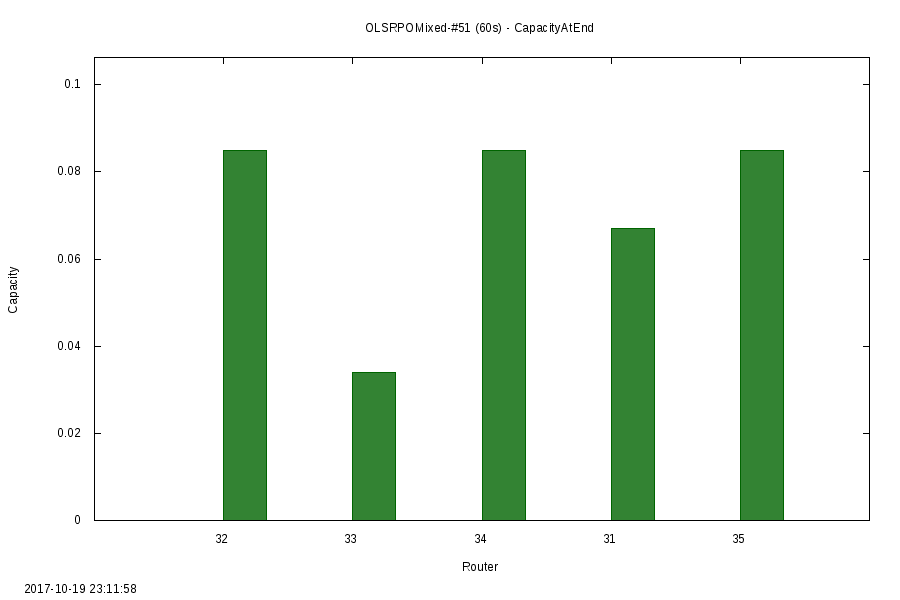 OLSRPOMixed-#51 (60s) - CapacityAtEnd
0.1
0.08
0.06
0.04
0.02
0
Capacity
32 33 34 31 35
Router
2017-10-19 23:11:58